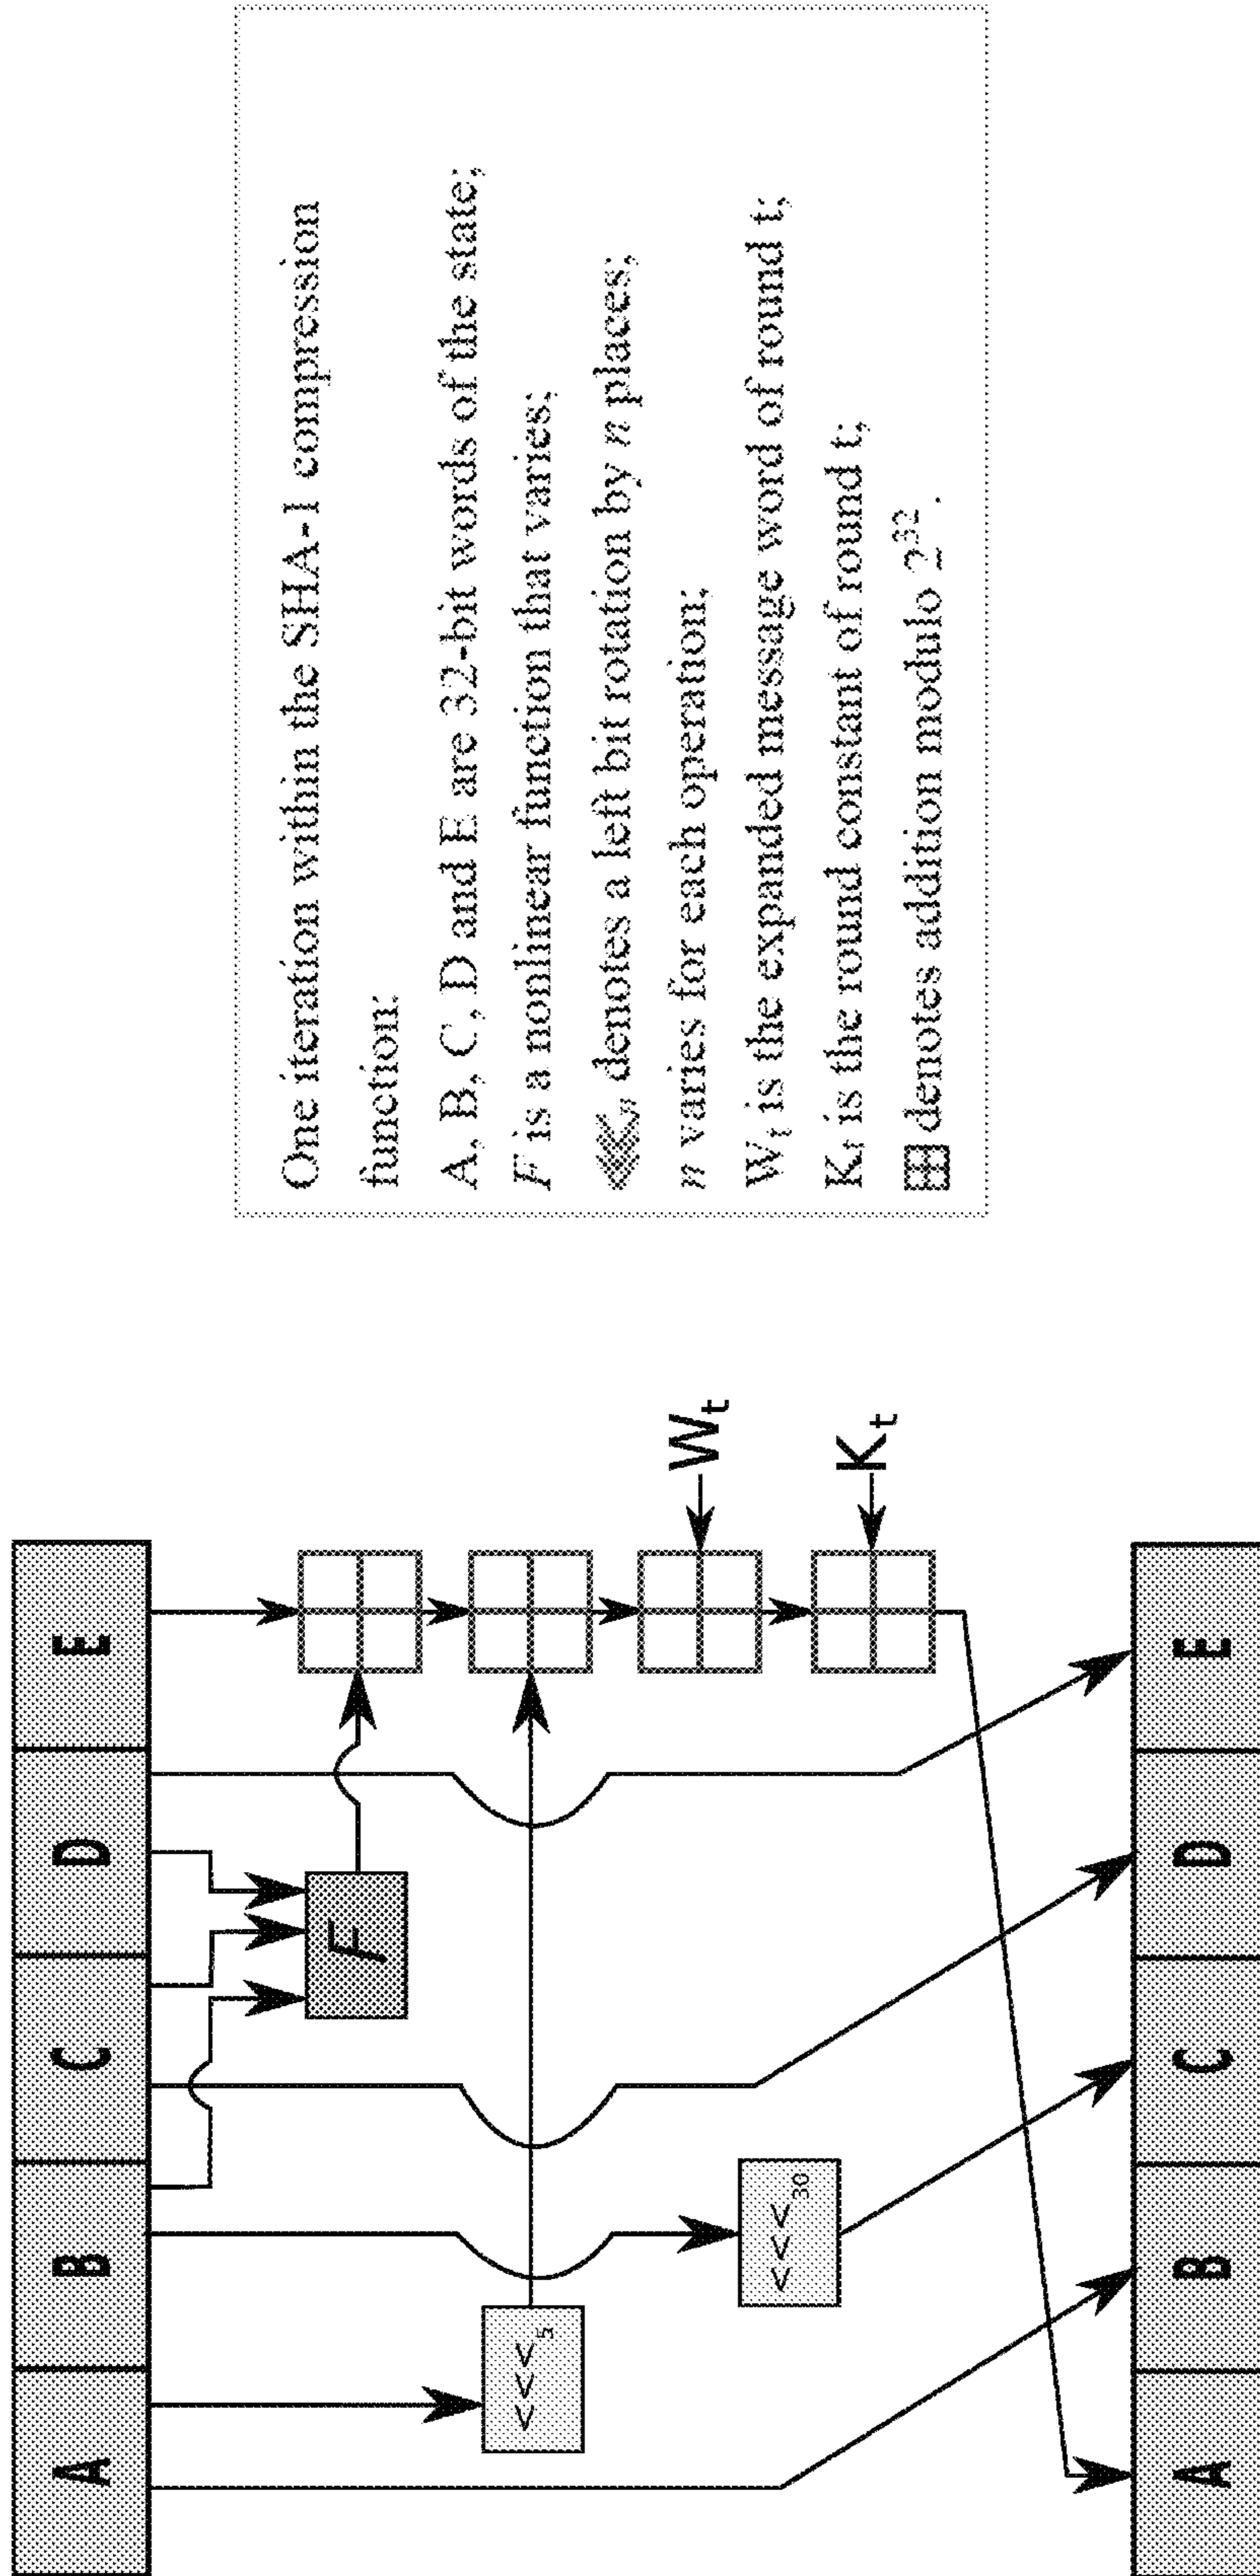 A B C D E
F
<<<5
<<<30
Wt
Kt
A B C D E
One iteration within the SHA-1 compression
function:
A, B, C, D and E are 32-bit words of the state;
F is a nonlinear function that varies;
<<<n denotes a left bit rotation by n places;
n varies for each operation;
Wt is the expanded message word of round t;
Kt is the round constant of round t;
⊞ denotes addition modulo 2^32.